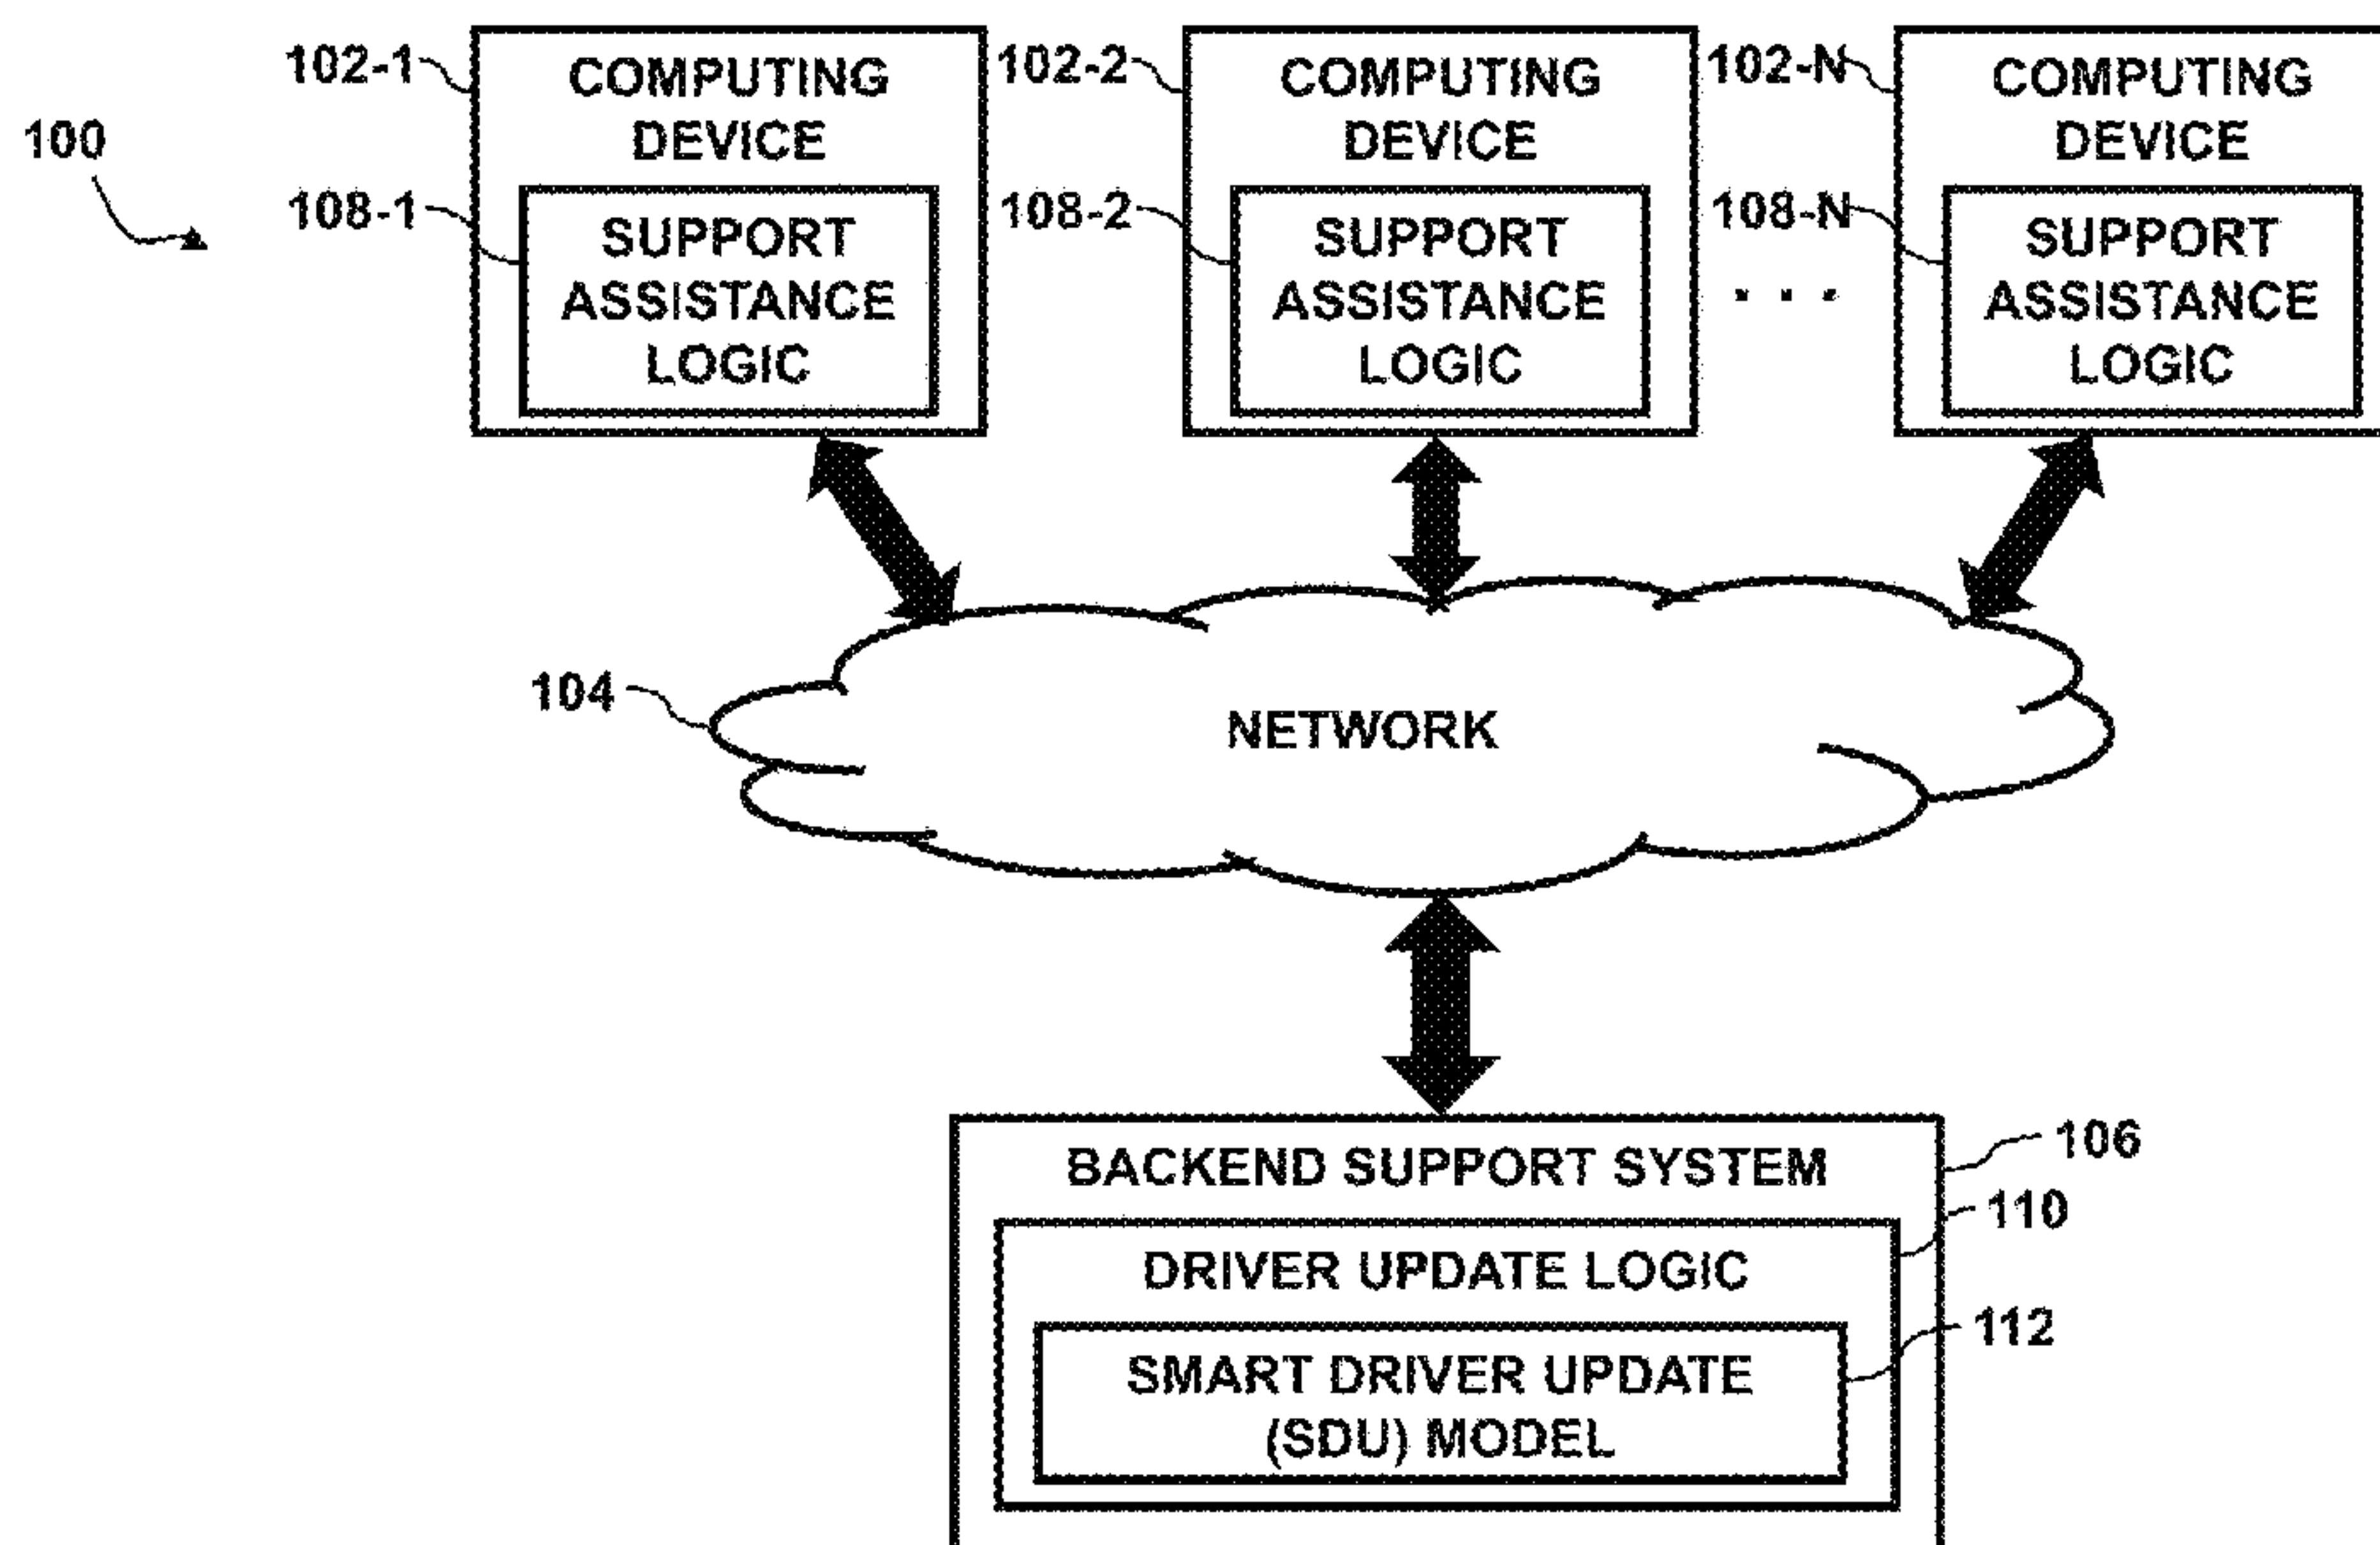 102-1
COMPUTING
DEVICE
102-2
COMPUTING
DEVICE
102-N
COMPUTING
DEVICE
100
108-1
SUPPORT
ASSISTANCE
LOGIC
108-2
SUPPORT
ASSISTANCE
LOGIC
. . .
108-N
SUPPORT
ASSISTANCE
LOGIC
104
NETWORK
BACKEND SUPPORT SYSTEM
106
110
DRIVER UPDATE LOGIC
112
SMART DRIVER UPDATE
(SDU) MODEL